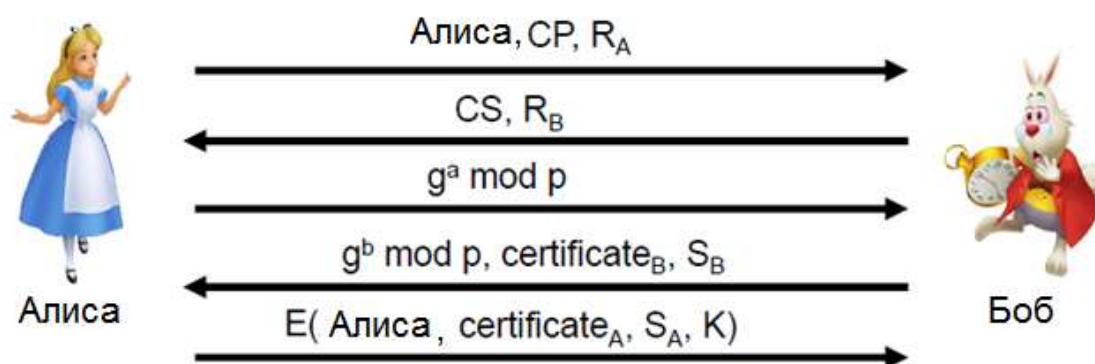 Алиса, CP, R_A
CS, R_B
g^a mod p
g^b mod p, certificate_B, S_B
E( Алиса, certificate_A, S_A, K)
Алиса
Боб